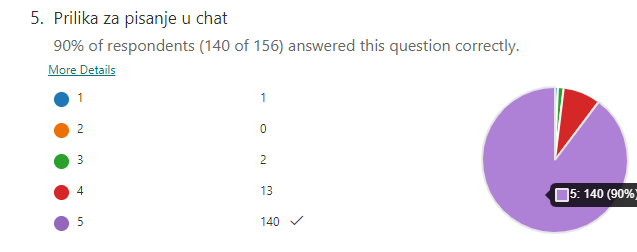 5. Prilika za pisanje u chat
90% of respondents (140 of 156) answered this question correctly.
More Details
1 1
2 0
3 2
4 13
5 140
5: 140 (90%)